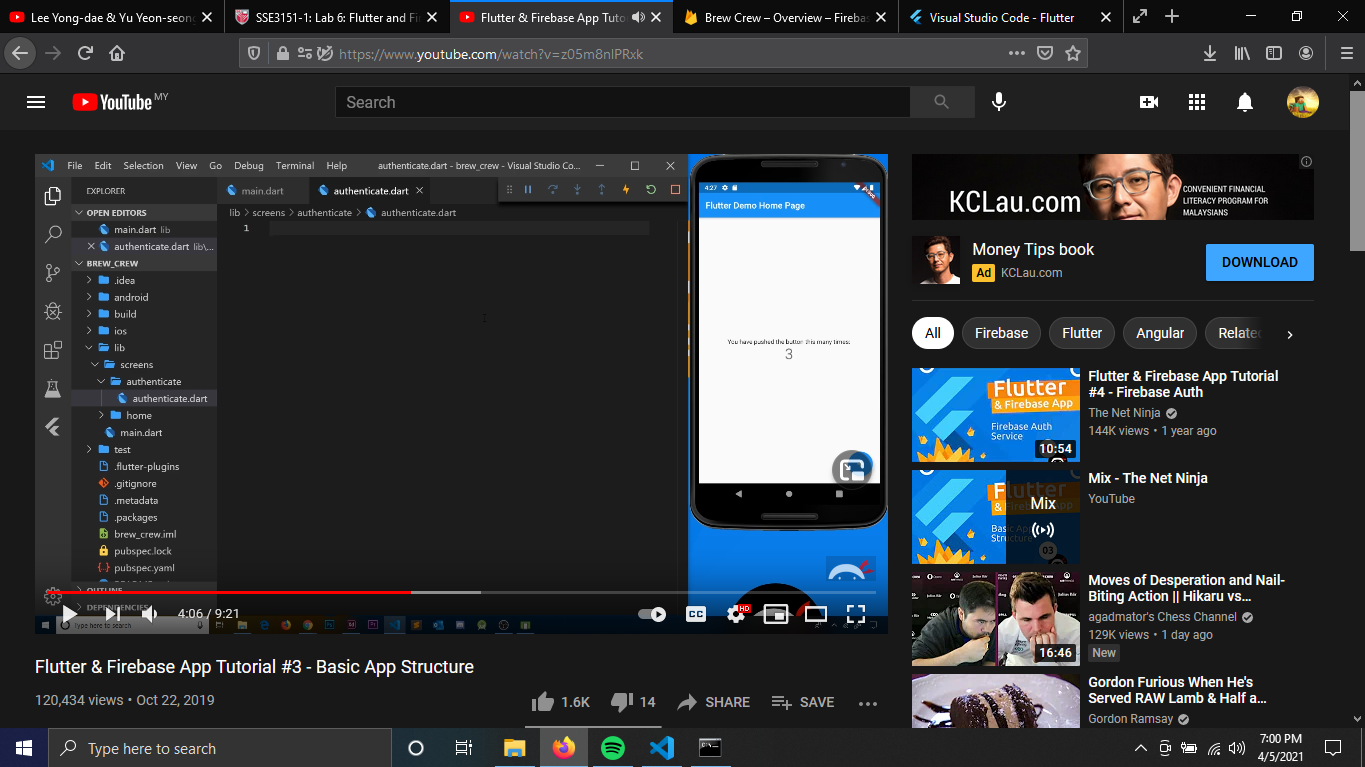 Lee Yong-dae & Yu Yeon-seong
SSE3151-1: Lab 6: Flutter and Fi
Flutter & Firebase App Tuto
Brew Crew – Overview – Fireba
Visual Studio Code - Flutter
https://www.youtube.com/watch?v=z05m8nlPRxk
YouTube MY
Search
File Edit Selection View Go Debug Terminal Help authenticate.dart - brew_crew - Visual Studio Co...
EXPLORER
main.dart
authenticate.dart
OPEN EDITORS
lib > screens > authenticate > authenticate.dart
main.dart lib
1
authenticate.dart lib\...
BREW_CREW
.idea
android
build
ios
lib
screens
authenticate
authenticate.dart
home
main.dart
test
.flutter-plugins
.gitignore
.metadata
.packages
brew_crew.iml
pubspec.lock
pubspec.yaml
OUTLINE
DEPENDENCIES
Type here to search
4:27
Flutter Demo Home Page
You have pushed the button this many times:
3
4:06 / 9:21
CC
HD
Flutter & Firebase App Tutorial #3 - Basic App Structure
120,434 views • Oct 22, 2019
1.6K
14
SHARE
SAVE
KCLau.com
CONVENIENT FINANCIAL
LITERACY PROGRAM FOR
MALAYSIANS
Money Tips book
Ad KCLau.com
DOWNLOAD
All
Firebase
Flutter
Angular
Relate
Flutter
& Firebase App
Firebase Auth
Service
10:54
Flutter & Firebase App Tutorial
#4 - Firebase Auth
The Net Ninja
144K views • 1 year ago
Flutter
Basic App
Structure
03
Mix
Mix - The Net Ninja
YouTube
16:46
Moves of Desperation and Nail-
Biting Action || Hikaru vs...
agadmator's Chess Channel
129K views • 1 day ago
New
Gordon Furious When He's
Served RAW Lamb & Half a...
Gordon Ramsay
Type here to search
7:00 PM
4/5/2021